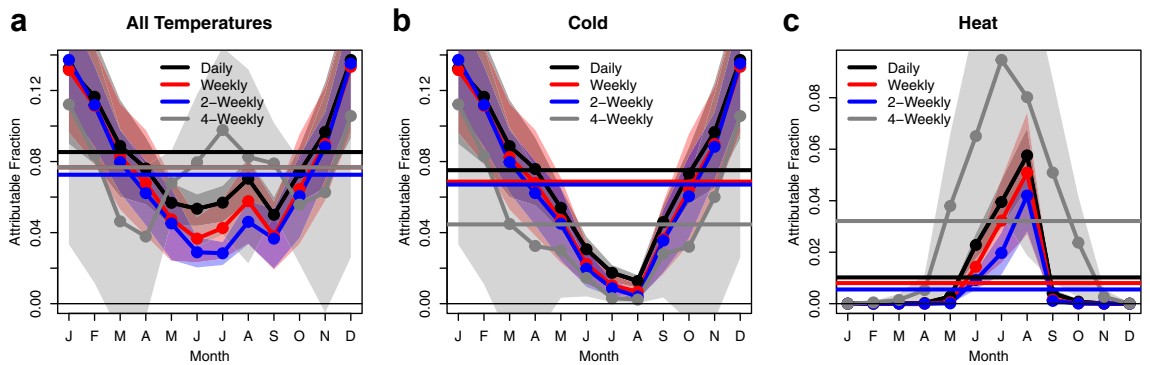 a All Temperatures
Attributable Fraction
0.00 0.04 0.08 0.12
Daily
Weekly
2−Weekly
4−Weekly
J F M A M J J A S O N D
Month
b Cold
Attributable Fraction
0.00 0.04 0.08 0.12
Daily
Weekly
2−Weekly
4−Weekly
J F M A M J J A S O N D
Month
c Heat
Attributable Fraction
0.00 0.02 0.04 0.06 0.08
Daily
Weekly
2−Weekly
4−Weekly
J F M A M J J A S O N D
Month